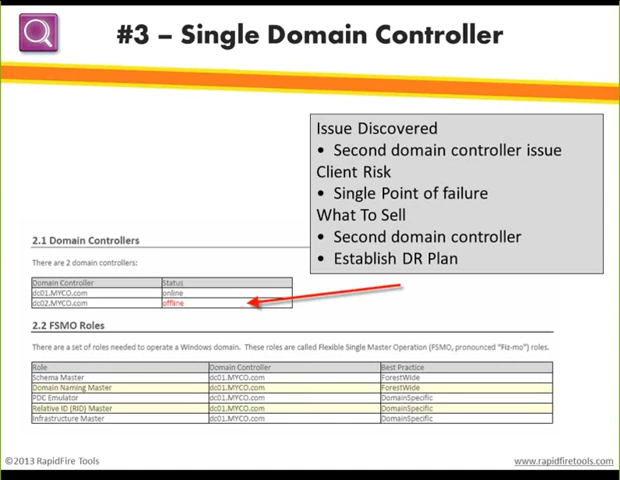 #3 – Single Domain Controller
Issue Discovered
• Second domain controller issue
Client Risk
• Single Point of failure
What To Sell
• Second domain controller
• Establish DR Plan
2.1 Domain Controllers
There are 2 domain controllers:
Domain Controller Status
dc01.MYCO.com online
dc02.MYCO.com offline
2.2 FSMO Roles
There are a set of roles needed to operate a Windows domain. These roles are called Flexible Single Master Operation (FSMO, pronounced "Fiz-mo") roles.
Role Domain Controller Best Practice
Schema Master dc01.MYCO.com ForestWide
Domain Naming Master dc01.MYCO.com ForestWide
PDC Emulator dc01.MYCO.com DomainSpecific
Relative ID (RID) Master dc01.MYCO.com DomainSpecific
Infrastructure Master dc01.MYCO.com DomainSpecific
©2013 RapidFire Tools www.rapidfiretools.com